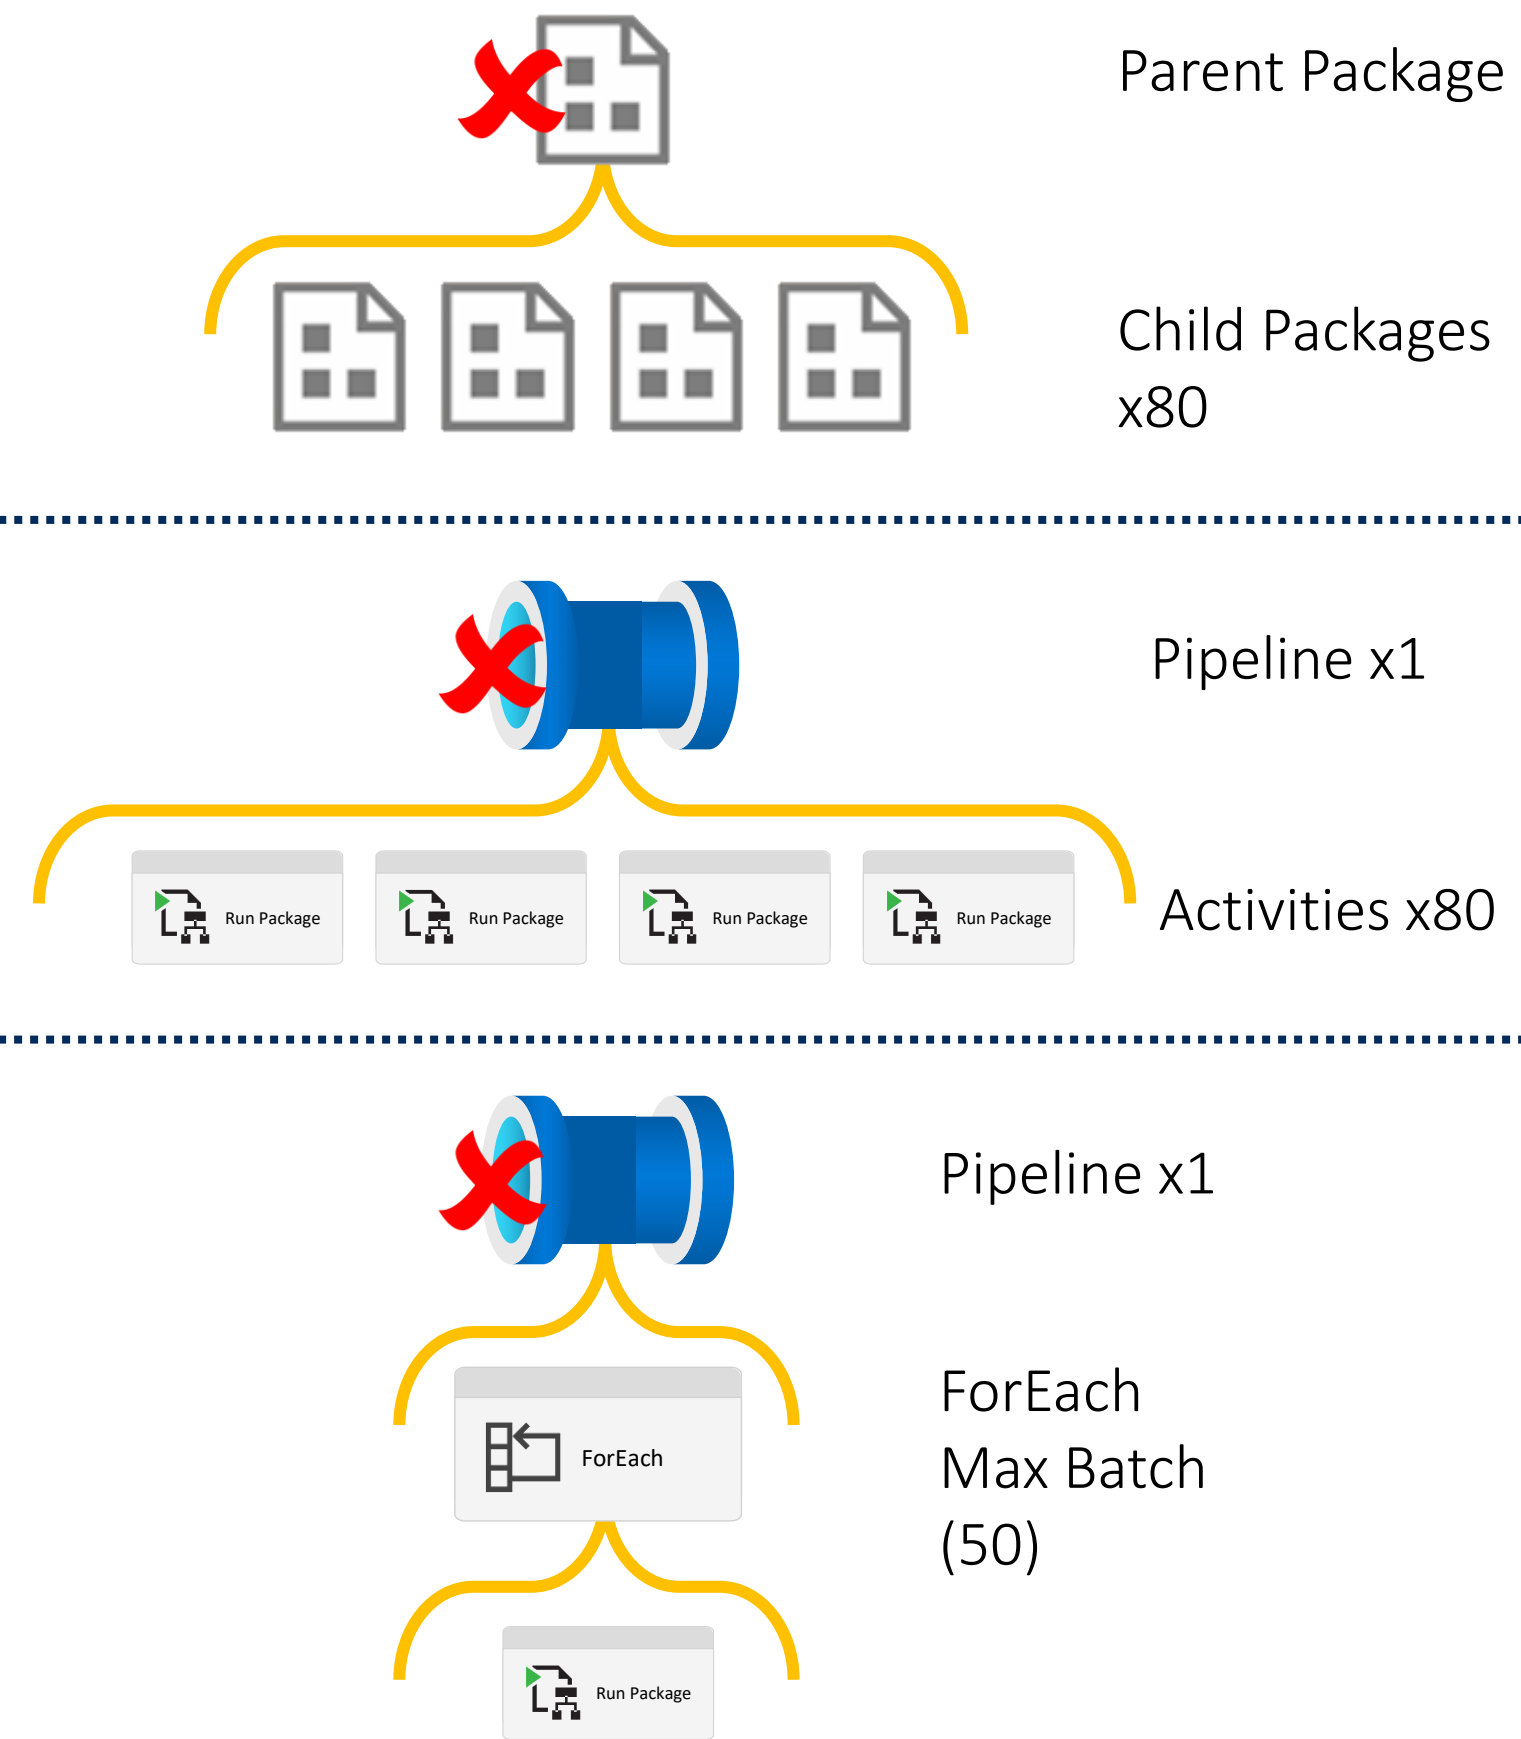 Parent Package
Child Packages
x80
Pipeline x1
Run Package
Run Package
Run Package
Run Package
Activities x80
Pipeline x1
ForEach
Max Batch
(50)
ForEach
Run Package